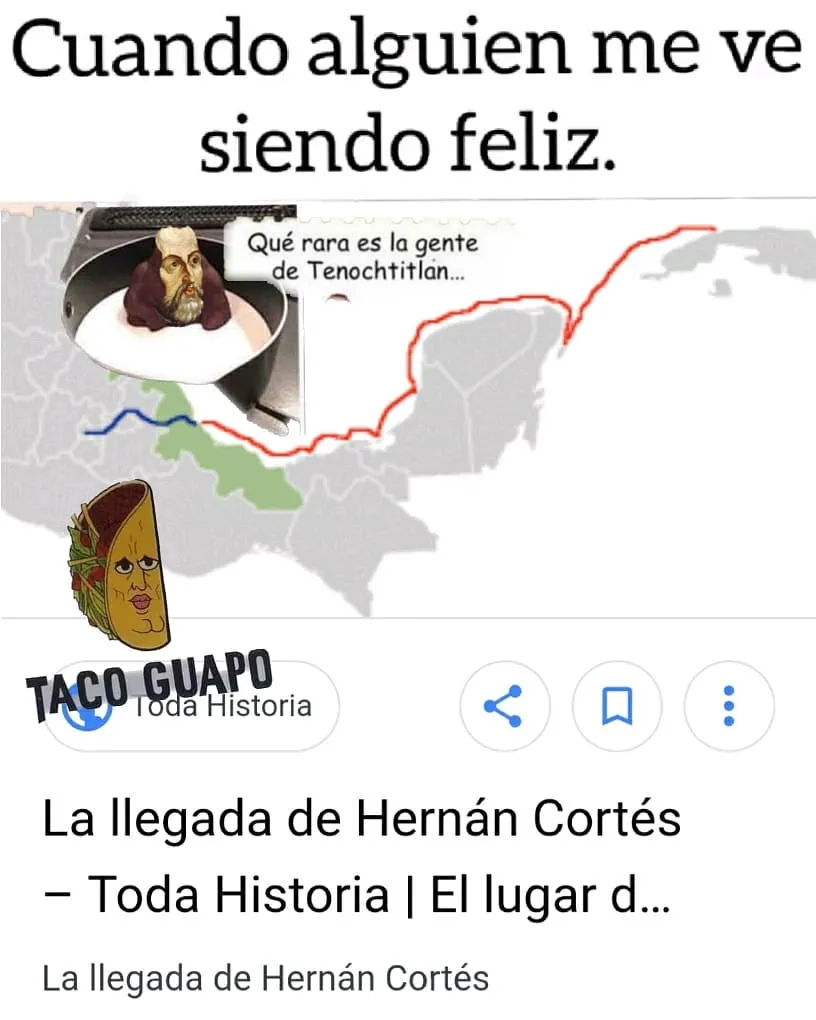 Cuando alguien me ve
siendo feliz.
Qué rara es la gente
de Tenochtitlan...
TACO GUAPO
Toda Historia
La llegada de Hernán Cortés
– Toda Historia | El lugar d...
La llegada de Hernán Cortés